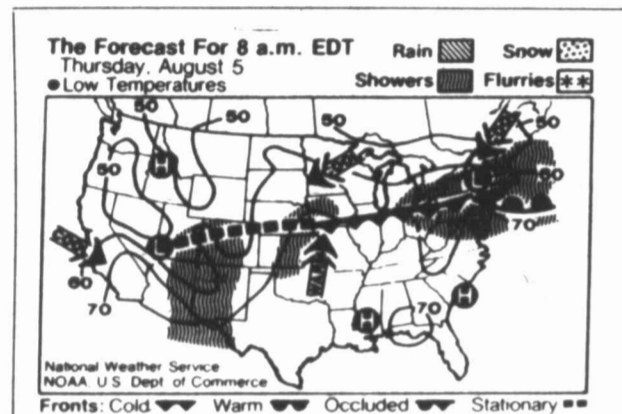 The Forecast For 8 a.m. EDT
Thursday, August 5
●Low Temperatures
Rain Snow
Showers Flurries
50 50 50 50
50 50
60
70
H
60
70
H
H
70
National Weather Service
NOAA, U.S. Dept. of Commerce
Fronts: Cold Warm Occluded Stationary